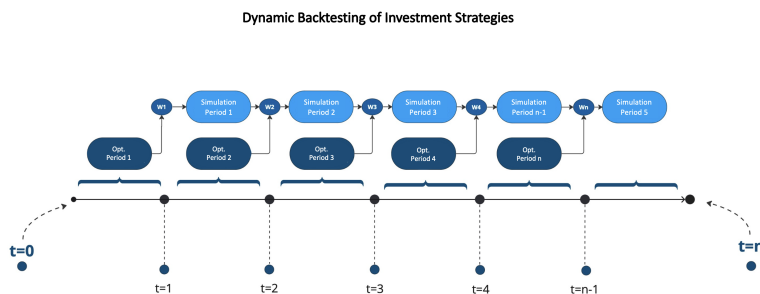 Dynamic Backtesting of Investment Strategies
W1
Simulation
Period 1
W2
Simulation
Period 2
W3
Simulation
Period 3
W4
Simulation
Period n-1
Wn
Simulation
Period 5
Opt.
Period 1
Opt.
Period 2
Opt.
Period 3
Opt.
Period 4
Opt.
Period n
t=0
t=1
t=2
t=3
t=4
t=n-1
t=r